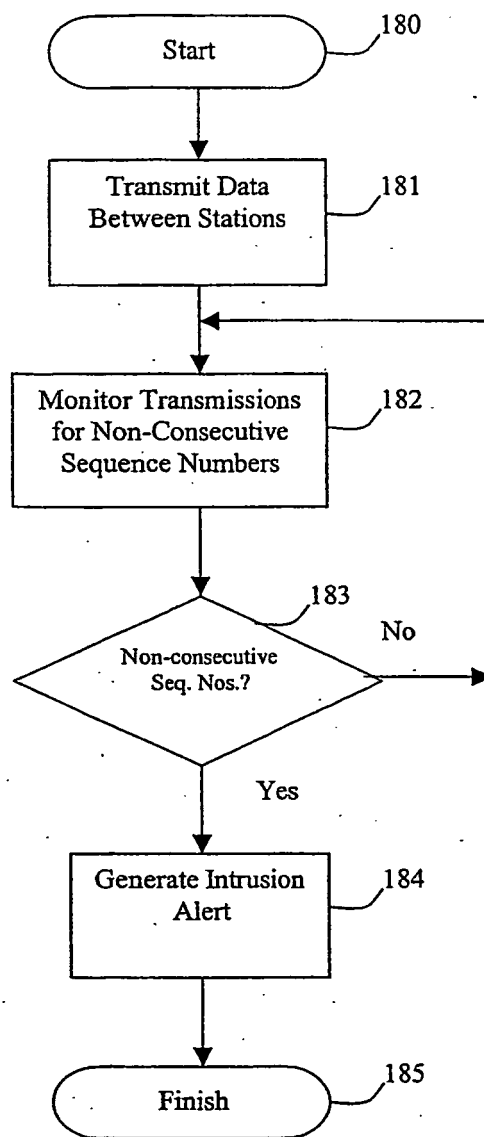 Start
180
Transmit Data
Between Stations
181
Monitor Transmissions
for Non-Consecutive
Sequence Numbers
182
183
Non-consecutive
Seq. Nos.?
No
Yes
Generate Intrusion
Alert
184
Finish
185